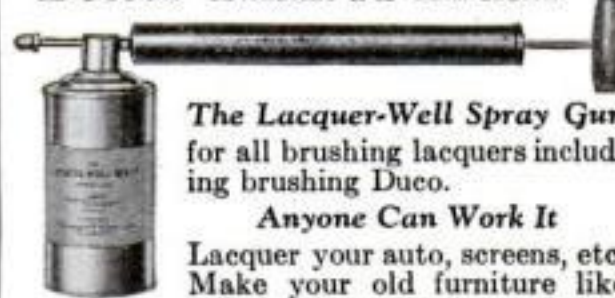 The Lacquer-Well Spray Gun
for all brushing lacquers includ-
ing brushing Duco.
Anyone Can Work It
Lacquer your auto, screens, etc.
Make your old furniture like